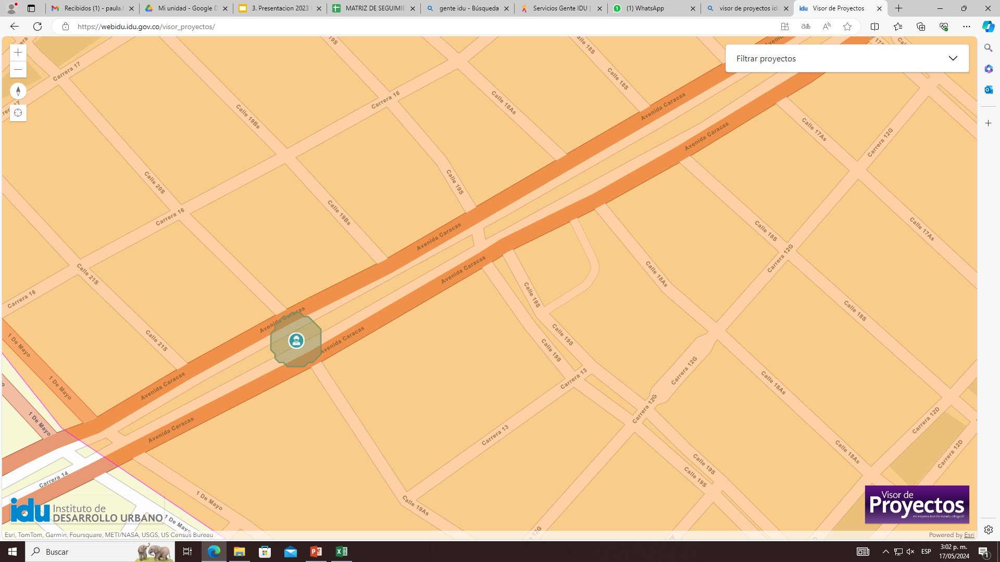 Recibidos (1) - paula.h
Mi unidad - Google D
3. Presentacion 2023
MATRIZ DE SEGUIMIE
gente idu - Búsqueda
Servicios Gente IDU |
(1) WhatsApp
visor de proyectos idu
idu Visor de Proyectos
https://webidu.idu.gov.co/visor_proyectos/
Filtrar proyectos
Carrera 17
Calle 18S
Calle 18S
Carrera 16
Calle 18As
Avenida Caracas
Calle 19Bs
Avenida Caracas
Calle 17As
Carrera 12G
Calle 20S
Calle 19S
Carrera 16
Calle 19Bs
Avenida Caracas
Calle 18S
Calle 17As
Carrera 12G
Avenida Caracas
Calle 21S
Calle 18As
Calle 19S
Carrera 16
Avenida Caracas
Calle 18S
Avenida Caracas
Calle 19S
1 De Mayo
Calle 21S
Calle 19S
Carrera 12G
Avenida Caracas
1 De Mayo
Carrera 13
Calle 18As
Carrera 12G
1 De Mayo
Avenida Caracas
Carrera 13
Carrera 12D
Calle 18As
Carrera 12D
Calle 19S
Calle 19S
Carrera 14
1 De Mayo
Calle 19As
1 De Mayo
idu Instituto de
DESARROLLO URBANO
Visor de
Proyectos
Así estamos transformando a Bogotá!
Esri, TomTom, Garmin, Foursquare, METI/NASA, USGS, US Census Bureau
Powered by Esri
Buscar
ESP
3:02 p. m.
17/05/2024
1